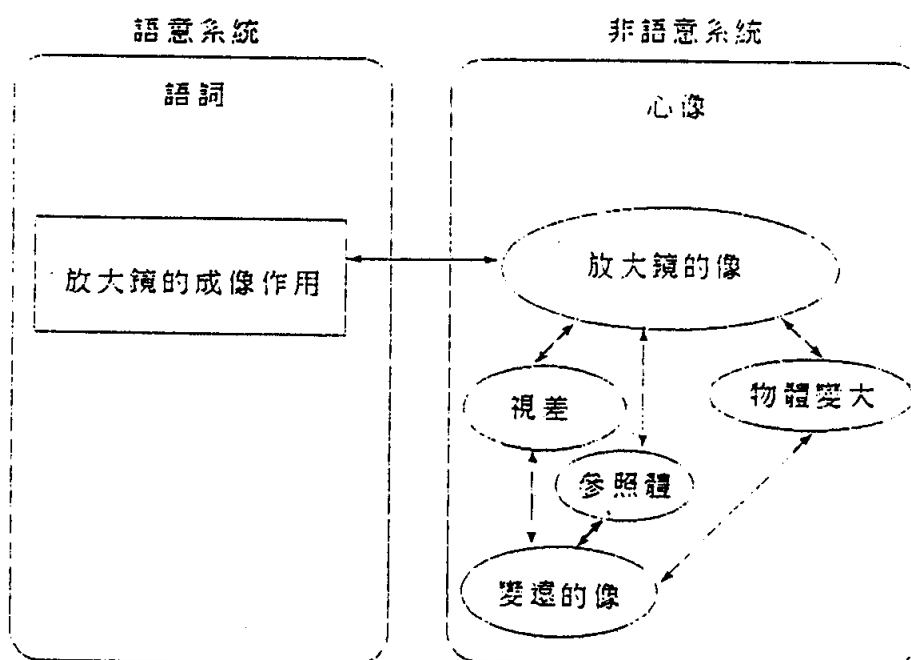 語意系統
非語意系統
語詞
心像
放大鏡的成像作用
放大鏡的像
視差
物體變大
參照體
變遠的像